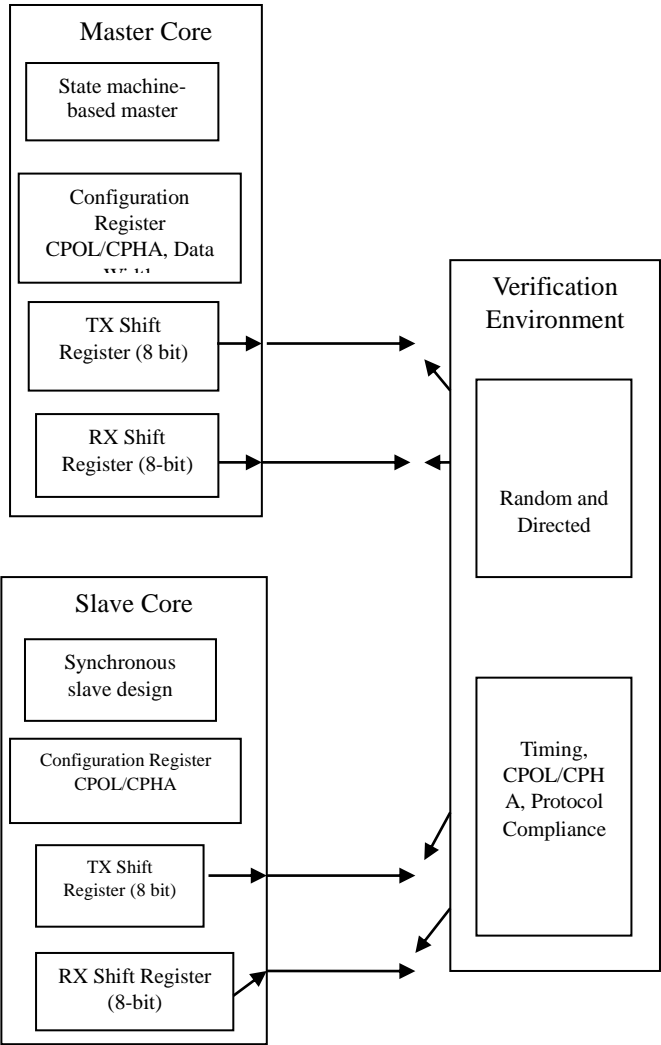 Master Core
State machine-
based master
Configuration
Register
CPOL/CPHA, Data
TX Shift
Register (8 bit)
RX Shift
Register (8-bit)
Slave Core
Synchronous
slave design
Configuration Register
CPOL/CPHA
TX Shift
Register (8 bit)
RX Shift Register
(8-bit)
Verification
Environment
Random and
Directed
Timing,
CPOL/CPH
A, Protocol
Compliance